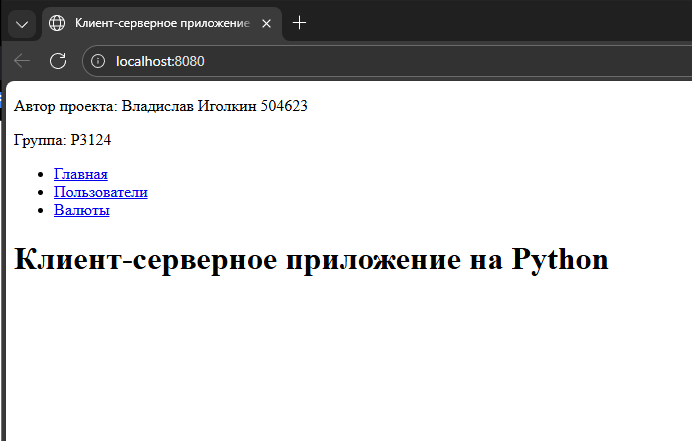 Клиент-серверное приложение
localhost:8080
Автор проекта: Владислав Иголкин 504623
Группа: P3124
Главная
Пользователи
Валюты
Клиент-серверное приложение на Python